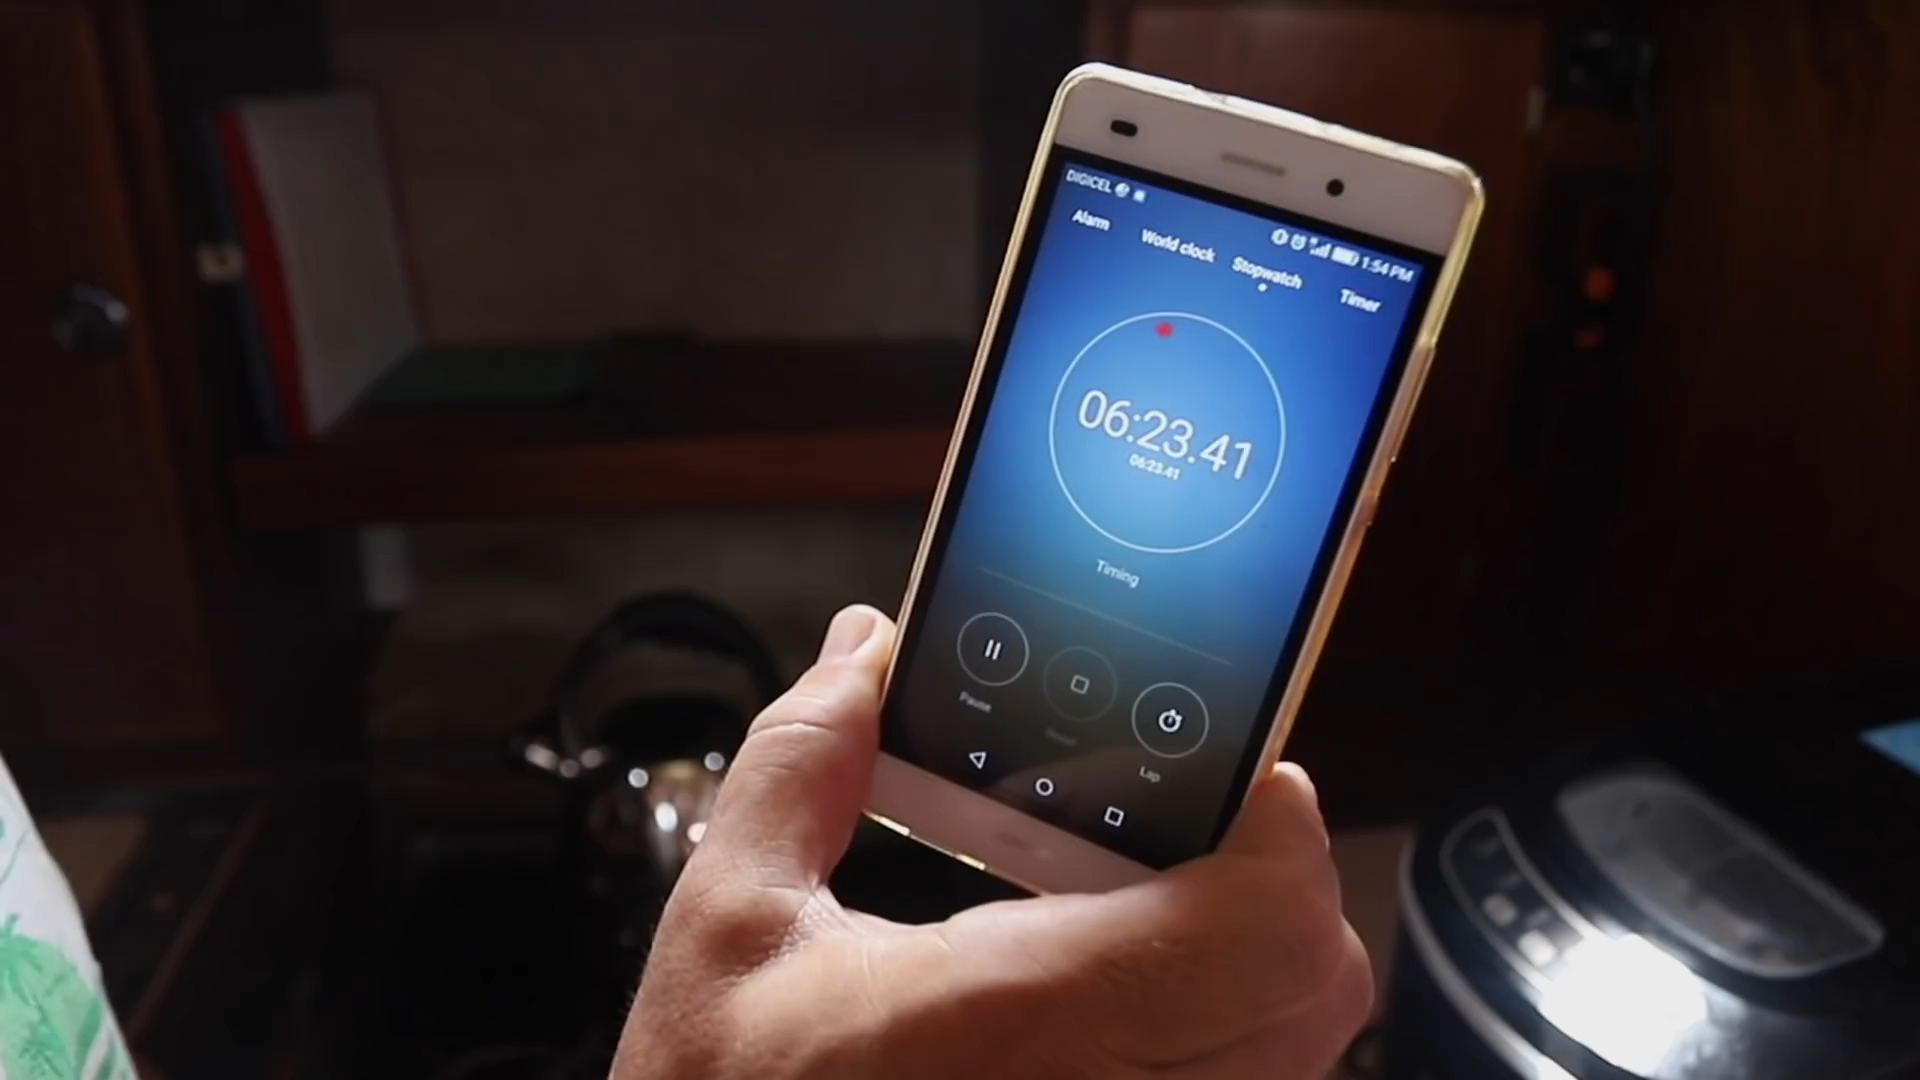 DIGICEL
1:54 PM
Alarm World clock Stopwatch Timer
06:23.41
06:23.41
Timing
Pause
Lap